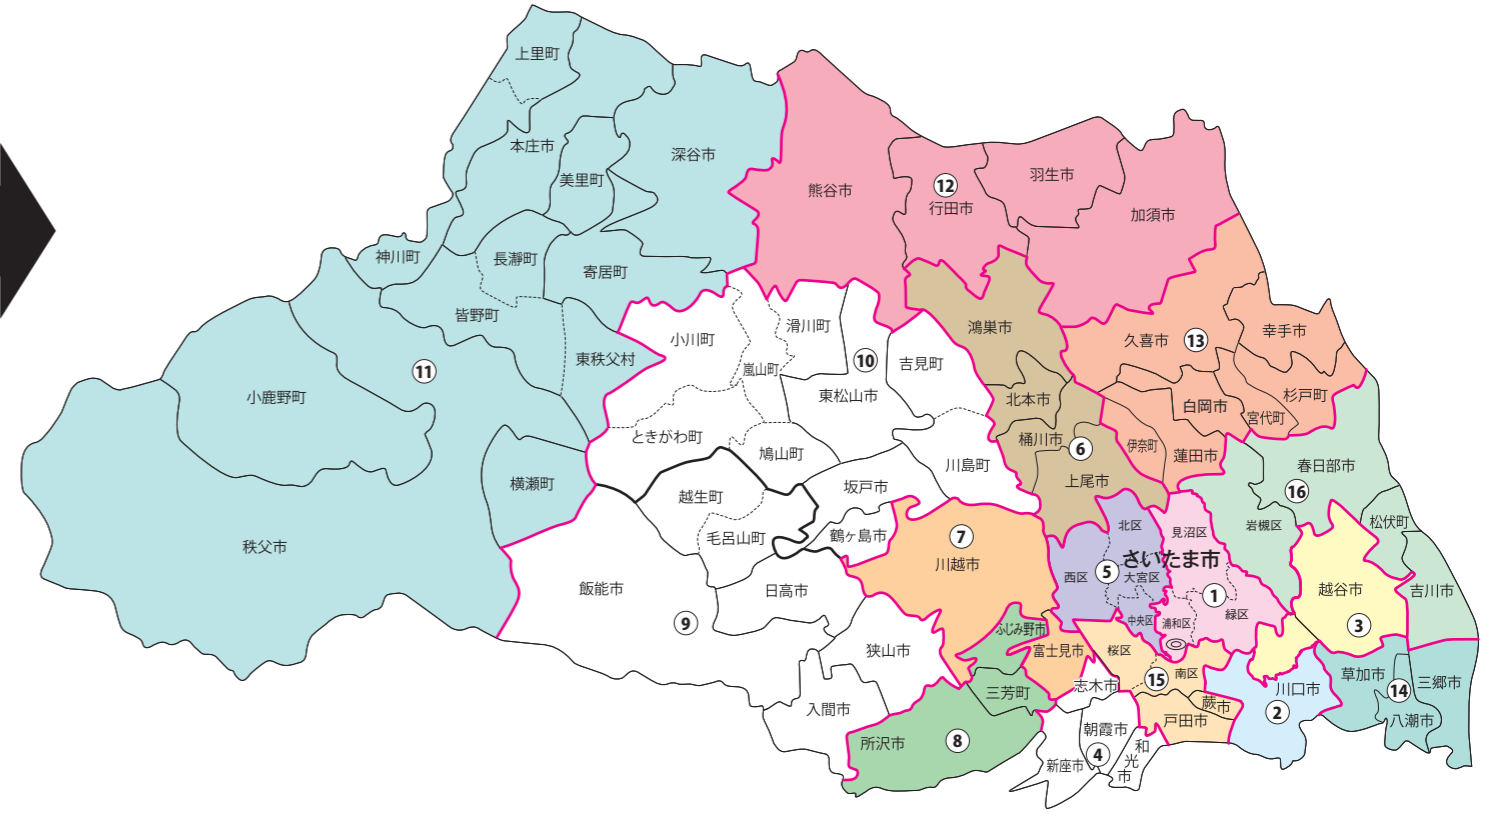 上里町
本庄市
美里町
深谷市
神川町
長瀞町
寄居町
皆野町
東秩父村
⑪
小鹿野町
横瀬町
秩父市
熊谷市
⑫
行田市
羽生市
加須市
小川町
嵐山町
滑川町
⑩
吉見町
東松山市
ときがわ町
鳩山町
川島町
坂戸市
鶴ヶ島市
越生町
毛呂山町
日高市
飯能市
⑨
狭山市
入間市
鴻巣市
北本市
桶川市
⑥
上尾市
久喜市
⑬
幸手市
杉戸町
宮代町
白岡市
伊奈町
蓮田市
春日部市
⑯
岩槻区
松伏町
吉川市
⑦
川越市
ふじみ野市
富士見市
三芳町
所沢市
⑧
さいたま市
北区
西区
⑤
大宮区
中央区
見沼区
①
緑区
浦和区
桜区
南区
⑮
蕨市
戸田市
越谷市
③
川口市
②
草加市
⑭
三郷市
八潮市
志木市
朝霞市
④
新座市
和光市